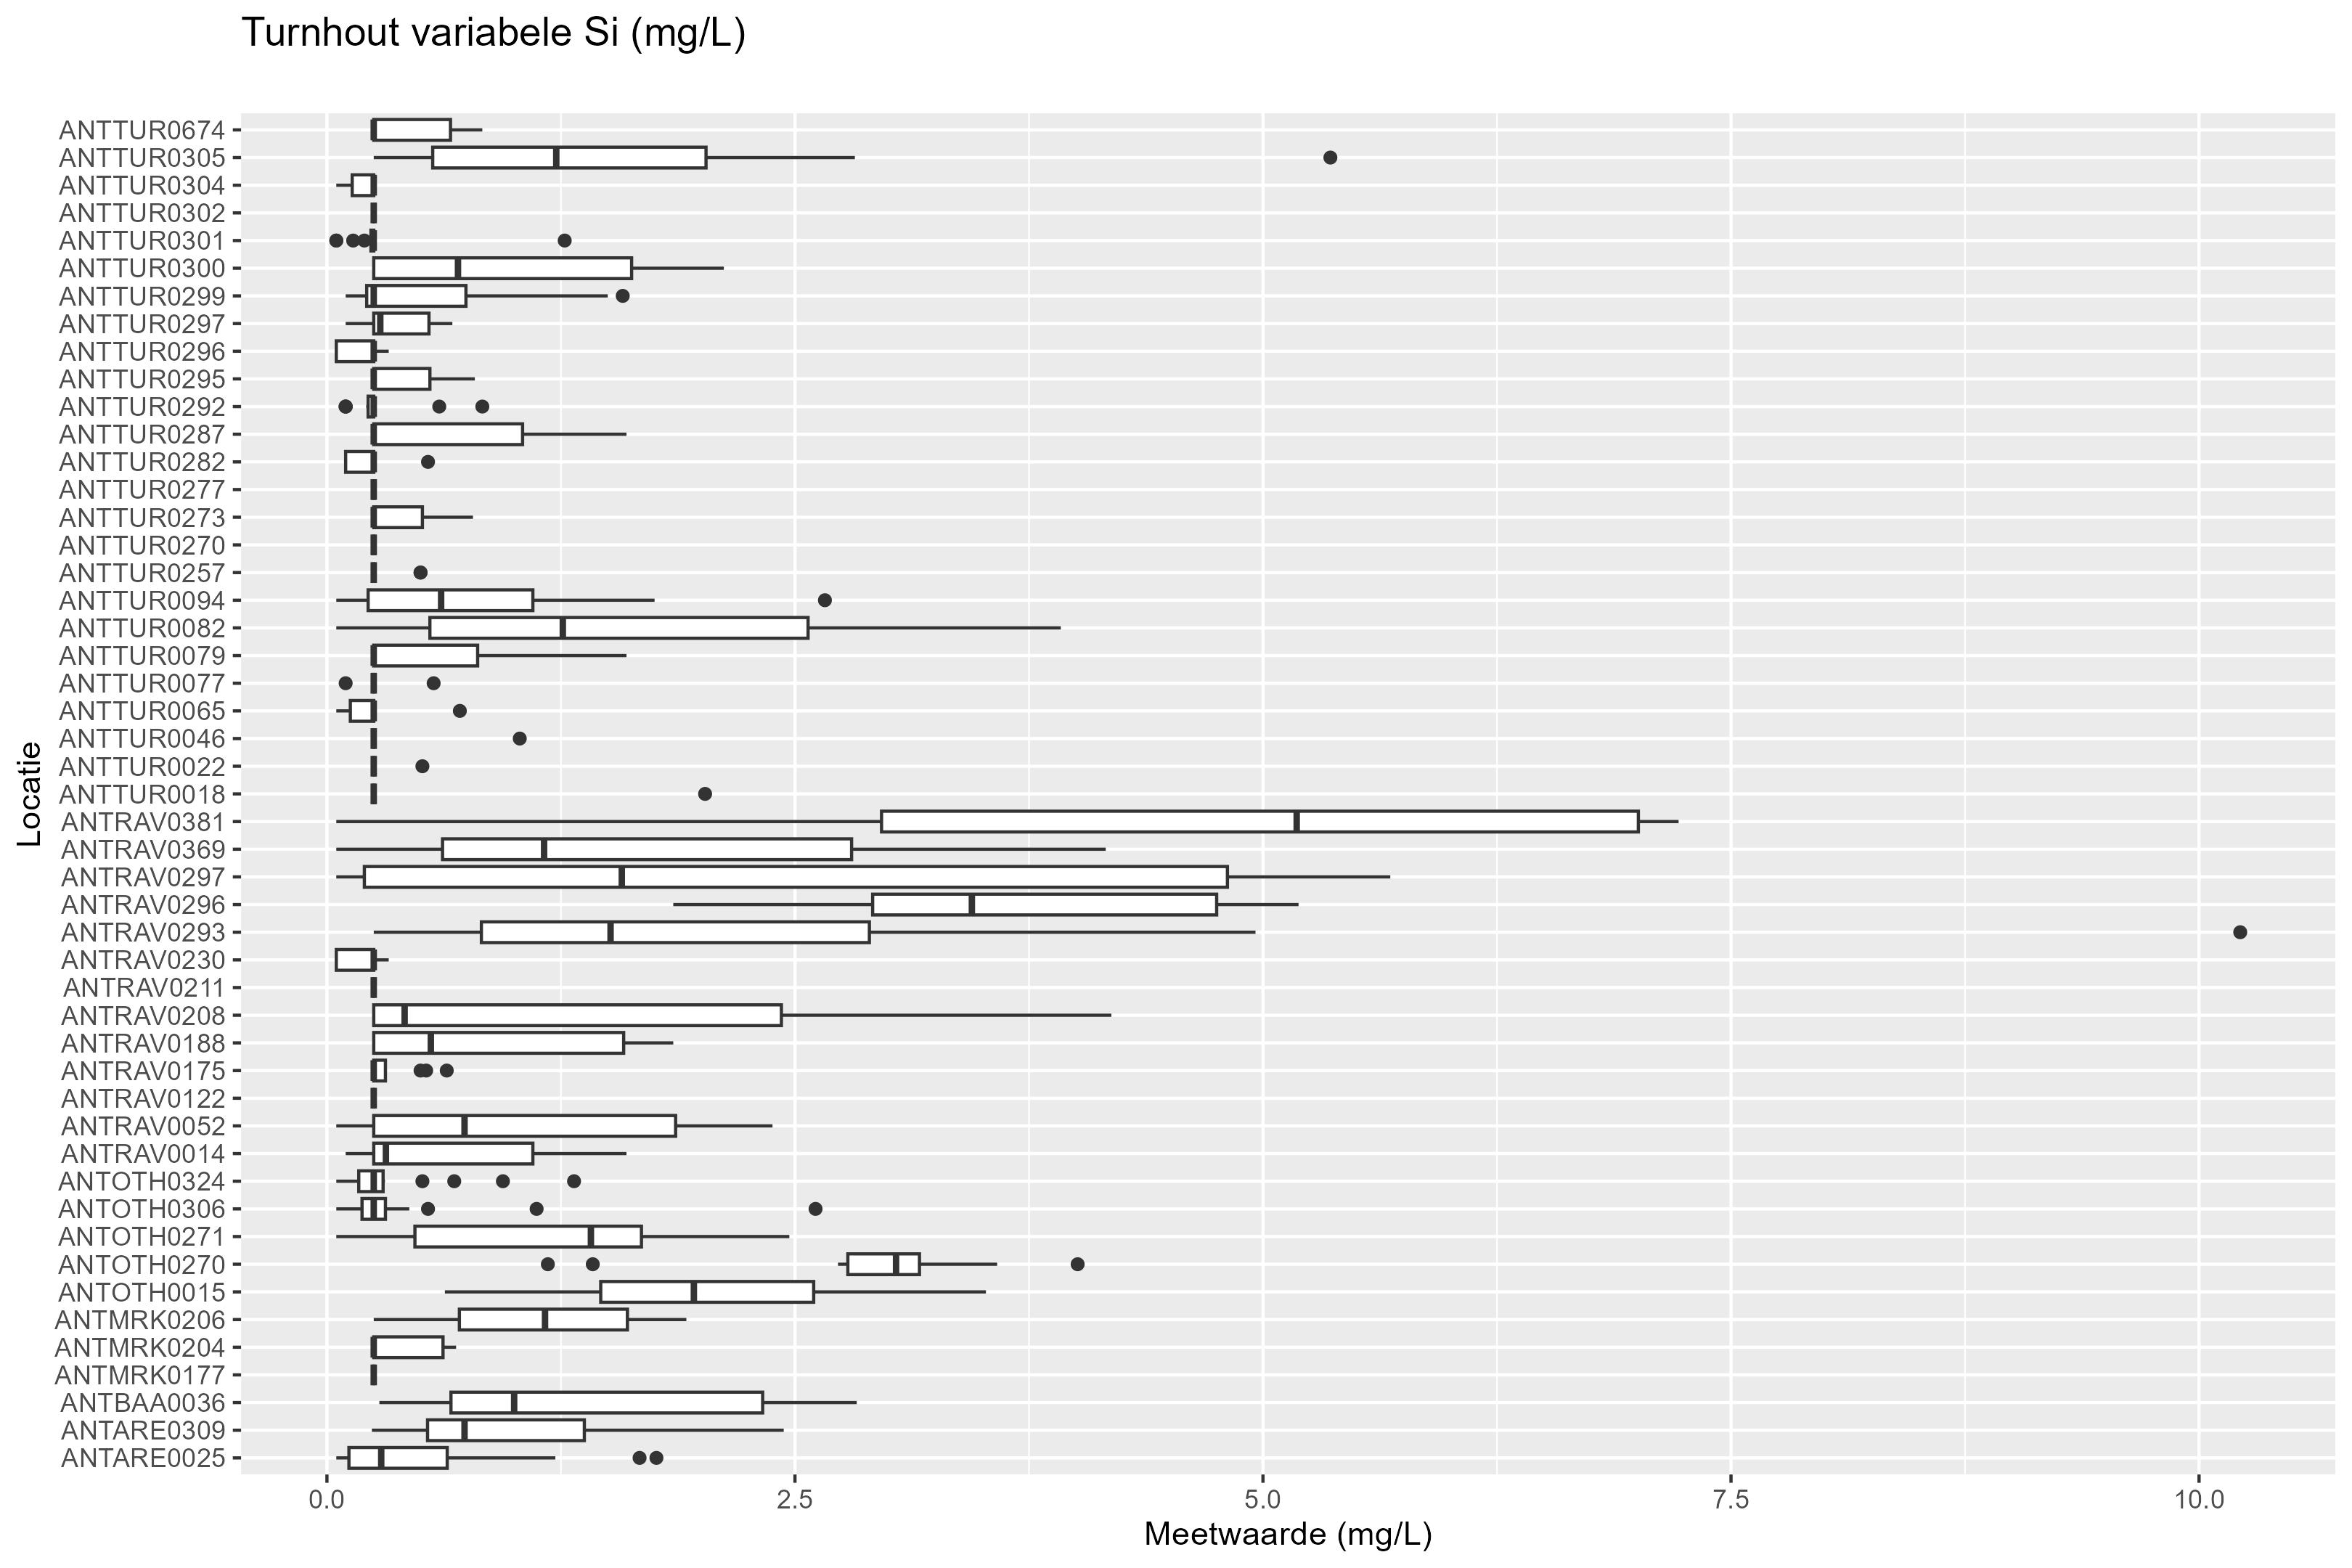 Turnhout variabele Si (mg/L)
ANTTUR0674
ANTTUR0305
ANTTUR0304
ANTTUR0302
ANTTUR0301
ANTTUR0300
ANTTUR0299
ANTTUR0297
ANTTUR0296
ANTTUR0295
ANTTUR0292
ANTTUR0287
ANTTUR0282
ANTTUR0277
ANTTUR0273
ANTTUR0270
ANTTUR0257
ANTTUR0094
ANTTUR0082
ANTTUR0079
ANTTUR0077
ANTTUR0065
ANTTUR0046
ANTTUR0022
ANTTUR0018
ANTRAV0381
ANTRAV0369
ANTRAV0297
ANTRAV0296
ANTRAV0293
ANTRAV0230
ANTRAV0211
ANTRAV0208
ANTRAV0188
ANTRAV0175
ANTRAV0122
ANTRAV0052
ANTRAV0014
ANTOTH0324
ANTOTH0306
ANTOTH0271
ANTOTH0270
ANTOTH0015
ANTMRK0206
ANTMRK0204
ANTMRK0177
ANTBAA0036
ANTARE0309
ANTARE0025
Locatie
0.0 2.5 5.0 7.5 10.0
Meetwaarde (mg/L)